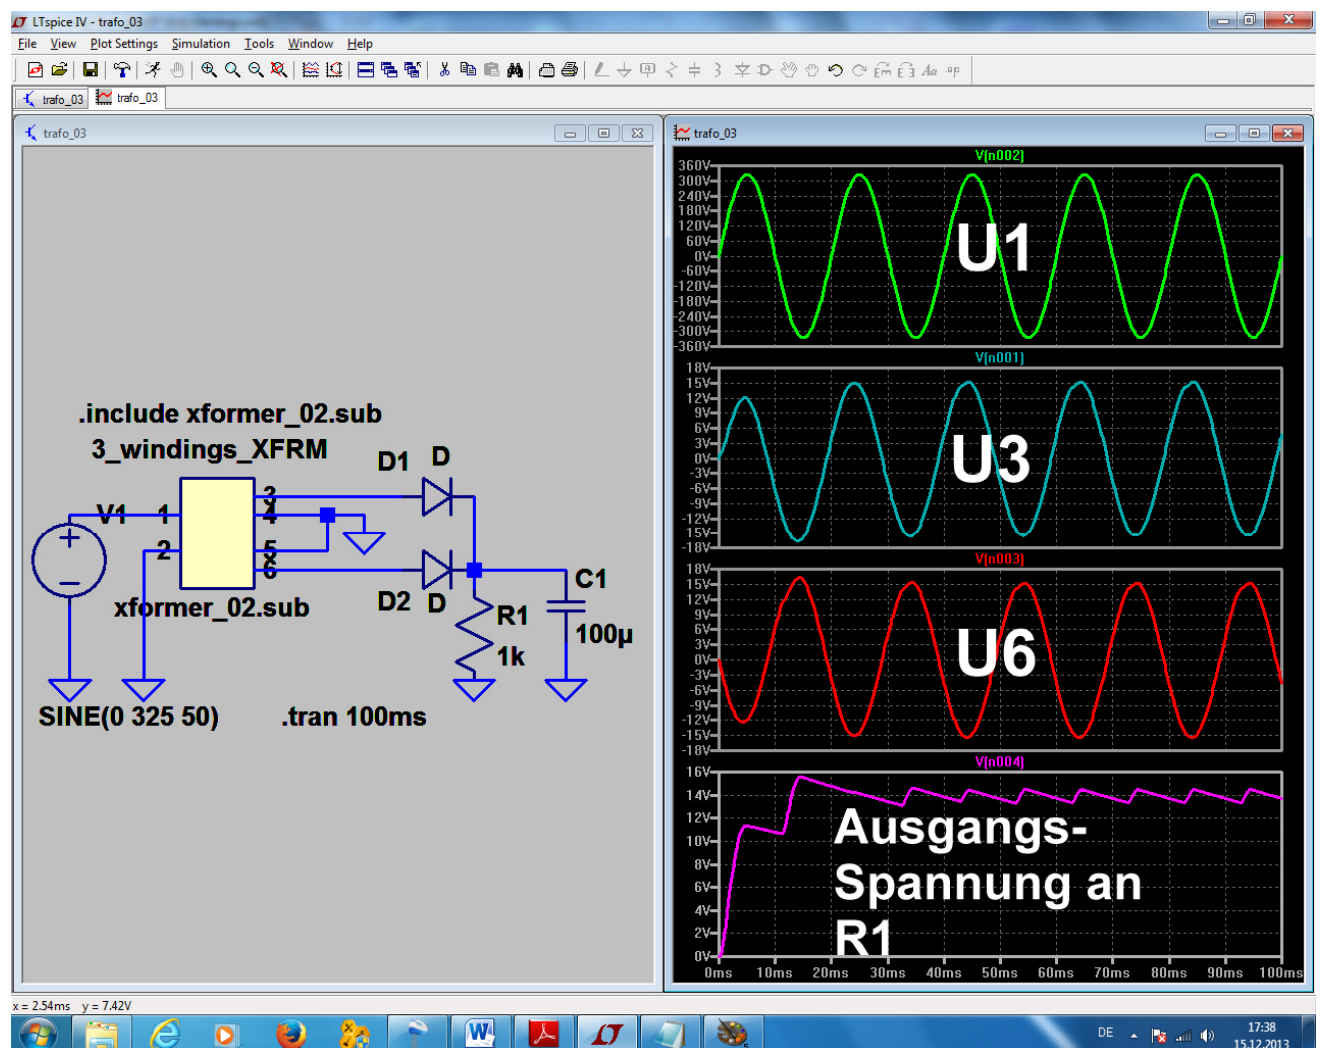 LTspice IV - trafo_03
File View Plot Settings Simulation Tools Window Help
trafo_03 trafo_03
trafo_03
.include xformer_02.sub
3_windings_XFRM
D1 D
V1 1 3
4
2 5
6
xformer_02.sub
D2 D
R1
1k
C1
100µ
SINE(0 325 50) .tran 100ms
trafo_03
V(n002)
360V
300V
240V
180V
120V
60V
0V
-60V
-120V
-180V
-240V
-300V
-360V
U1
V(n001)
18V
15V
12V
9V
6V
3V
0V
-3V
-6V
-9V
-12V
-15V
-18V
U3
V(n003)
18V
15V
12V
9V
6V
3V
0V
-3V
-6V
-9V
-12V
-15V
-18V
U6
V(n004)
16V
14V
12V
10V
8V
6V
4V
2V
0V
Ausgangs-
Spannung an
R1
0ms 10ms 20ms 30ms 40ms 50ms 60ms 70ms 80ms 90ms 100ms
x = 2.54ms y = 7.42V
DE 17:38
15.12.2013